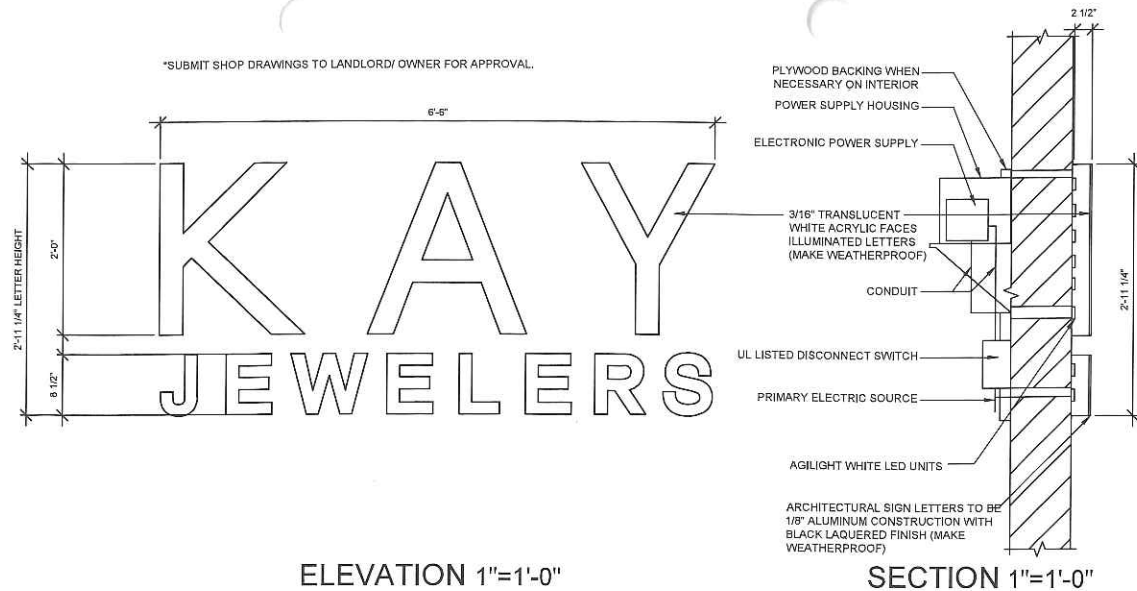 *SUBMIT SHOP DRAWINGS TO LANDLORD/ OWNER FOR APPROVAL.
6'-6"
2'-11 1/4" LETTER HEIGHT
2'-0"
8 1/2"
KAY
JEWELERS
ELEVATION 1"=1'-0"
2 1/2"
PLYWOOD BACKING WHEN
NECESSARY ON INTERIOR
POWER SUPPLY HOUSING
ELECTRONIC POWER SUPPLY
3/16" TRANSLUCENT
WHITE ACRYLIC FACES
ILLUMINATED LETTERS
(MAKE WEATHERPROOF)
CONDUIT
2'-11 1/4"
UL LISTED DISCONNECT SWITCH
PRIMARY ELECTRIC SOURCE
AGILIGHT WHITE LED UNITS
ARCHITECTURAL SIGN LETTERS TO BE
1/8" ALUMINUM CONSTRUCTION WITH
BLACK LAQUERED FINISH (MAKE
WEATHERPROOF)
SECTION 1"=1'-0"